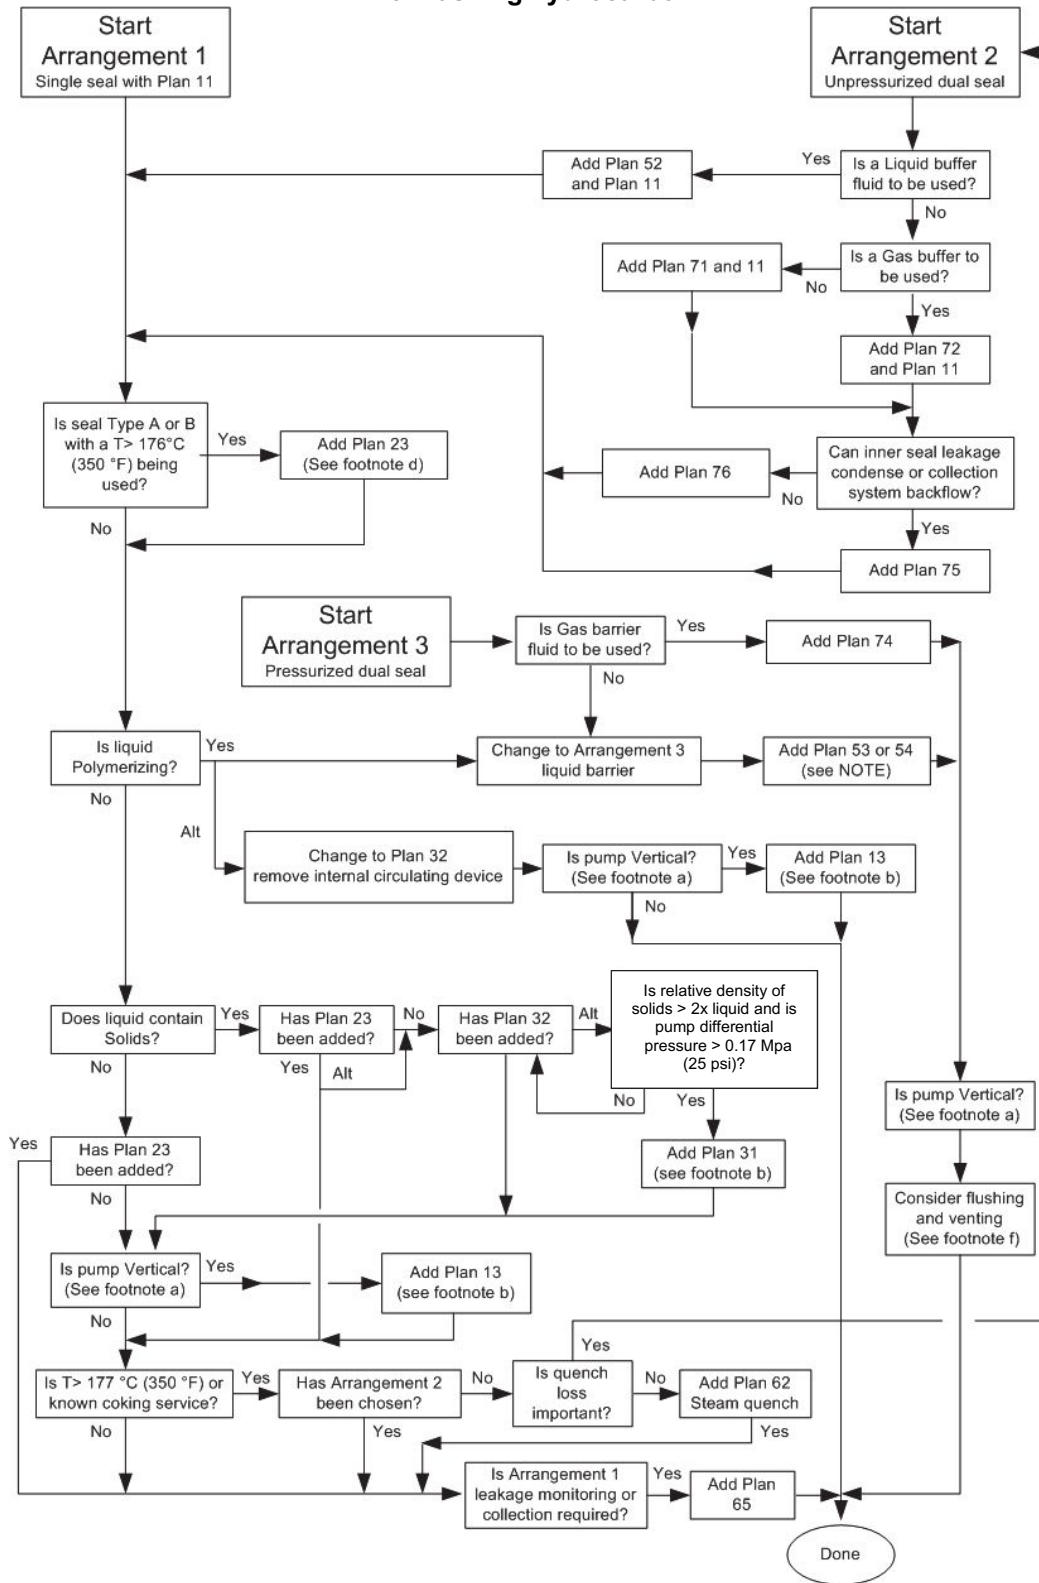 Start
Arrangement 1
Single seal with Plan 11
Start
Arrangement 2
Unpressurized dual seal
Add Plan 52
and Plan 11
Yes
Is a Liquid buffer
fluid to be used?
No
Add Plan 71 and 11
No
Is a Gas buffer to
be used?
Yes
Add Plan 72
and Plan 11
Is seal Type A or B
with a T> 176°C
(350 °F) being
used?
Yes
Add Plan 23
(See footnote d)
No
Add Plan 76
No
Can inner seal leakage
condense or collection
system backflow?
Yes
Add Plan 75
Start
Arrangement 3
Pressurized dual seal
Is Gas barrier
fluid to be used?
Yes
Add Plan 74
No
Is liquid
Polymerizing?
Yes
Change to Arrangement 3
liquid barrier
Add Plan 53 or 54
(see NOTE)
No
Alt
Change to Plan 32
remove internal circulating device
Is pump Vertical?
(See footnote a)
Yes
Add Plan 13
(See footnote b)
No
Does liquid contain
Solids?
Yes
Has Plan 23
been added?
No
Has Plan 32
been added?
Alt
Is relative density of
solids > 2x liquid and is
pump differential
pressure > 0.17 Mpa
(25 psi)?
No
Yes
Alt
No
Yes
Yes
Has Plan 23
been added?
No
Add Plan 31
(see footnote b)
Is pump Vertical?
(See footnote a)
Consider flushing
and venting
(See footnote f)
Is pump Vertical?
(See footnote a)
Yes
Add Plan 13
(see footnote b)
No
Yes
Is T> 177 °C (350 °F) or
known coking service?
Yes
Has Arrangement 2
been chosen?
No
Is quench
loss
important?
No
Add Plan 62
Steam quench
No
Yes
Yes
Is Arrangement 1
leakage monitoring or
collection required?
Yes
Add Plan
65
Done